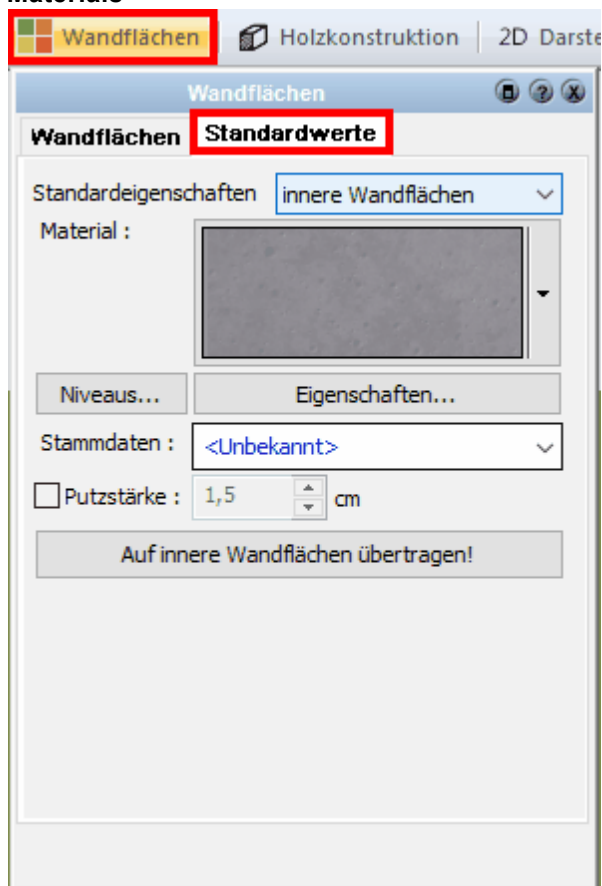 Materials
Wandflächen Holzkonstruktion 2D Darste
Wandflächen
Wandflächen Standardwerte
Standardeigenschaften innere Wandflächen
Material :
Niveaus... Eigenschaften...
Stammdaten : <Unbekannt>
Putzstärke : 1,5 cm
Auf innere Wandflächen übertragen!